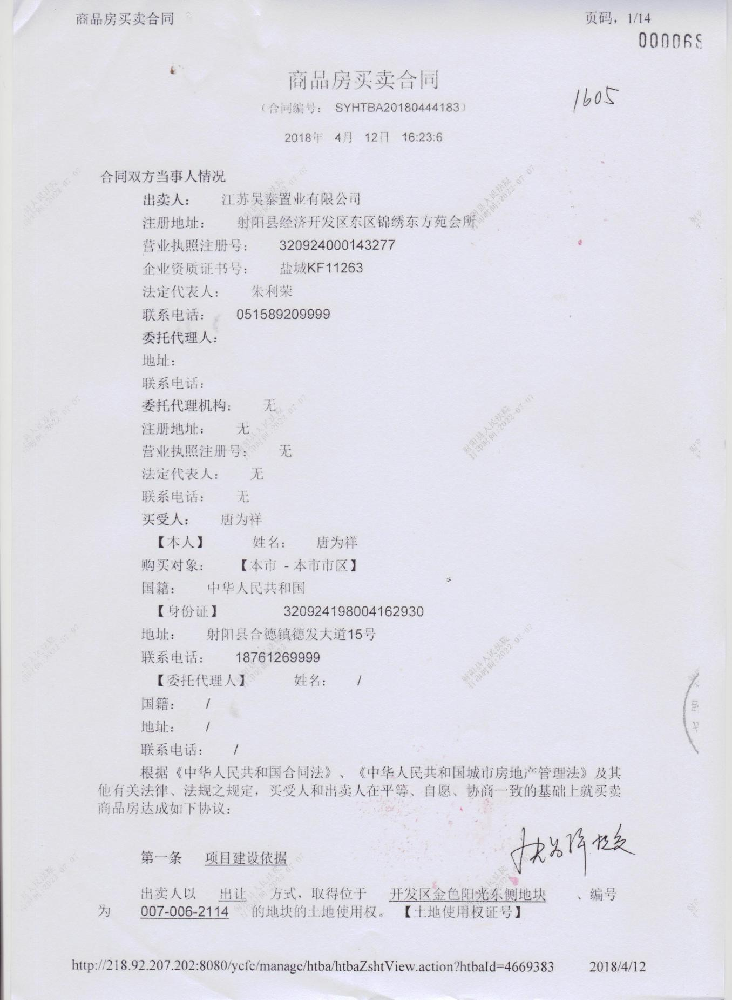 商品房买卖合同
页码，1/14
000069
商品房买卖合同
1605
（合同编号： SYHTBA20180444183）
2018年 4月 12日 16:23:6
合同双方当事人情况
出卖人： 江苏吴泰置业有限公司
注册地址： 射阳县经济开发区东区锦绣东方苑会所
营业执照注册号： 320924000143277
企业资质证书号： 盐城KF11263
法定代表人： 朱利荣
联系电话： 051589209999
委托代理人：
地址：
联系电话：
委托代理机构： 无
注册地址： 无
营业执照注册号： 无
法定代表人： 无
联系电话： 无
买受人： 唐为祥
【本人】 姓名： 唐为祥
购买对象： 【本市 - 本市市区】
国籍： 中华人民共和国
【身份证】 320924198004162930
地址： 射阳县合德镇德发大道15号
联系电话： 18761269999
【委托代理人】 姓名： /
国籍： /
地址： /
联系电话： /
根据《中华人民共和国合同法》、《中华人民共和国城市房地产管理法》及其
他有关法律、法规之规定，买受人和出卖人在平等、自愿、协商一致的基础上就买卖
商品房达成如下协议：
第一条 项目建设依据
出卖人以 出让 方式，取得位于 开发区金色阳光东侧地块 、编号
为 007-006-2114 的地块的土地使用权。【土地使用权证号】
http://218.92.207.202:8080/ycfc/manage/htba/htbaZshtView.action?htbaId=4669383
2018/4/12
射阳县人民法院
打印时间:2022-07-07